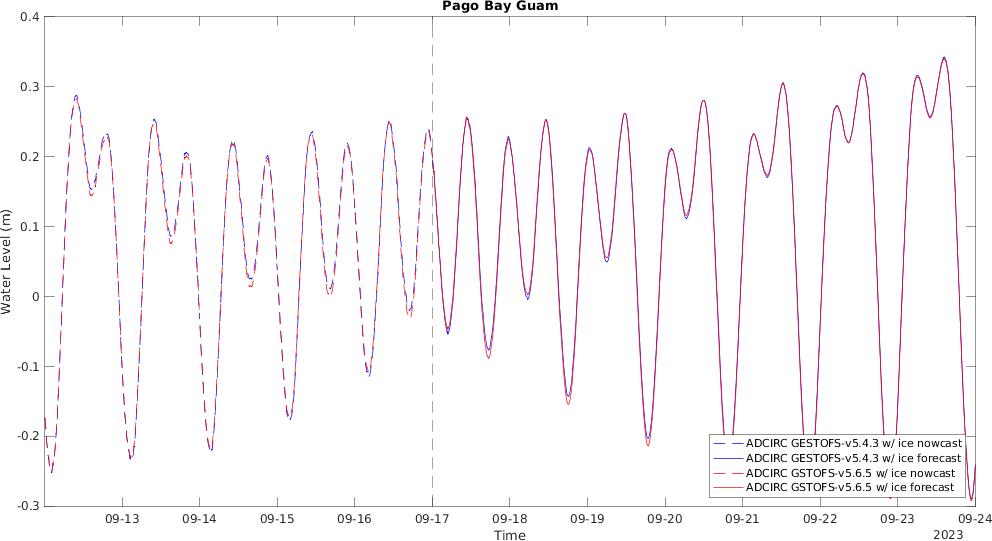 Pago Bay Guam
0.4
0.3
0.2
0.1
0
-0.1
-0.2
-0.3
Water Level (m)
ADCIRC GESTOFS-v5.4.3 w/ ice nowcast
ADCIRC GESTOFS-v5.4.3 w/ ice forecast
ADCIRC GSTOFS-v5.6.5 w/ ice nowcast
ADCIRC GSTOFS-v5.6.5 w/ ice forecast
09-13 09-14 09-15 09-16 09-17 09-18 09-19 09-20 09-21 09-22 09-23 09-24
Time
2023